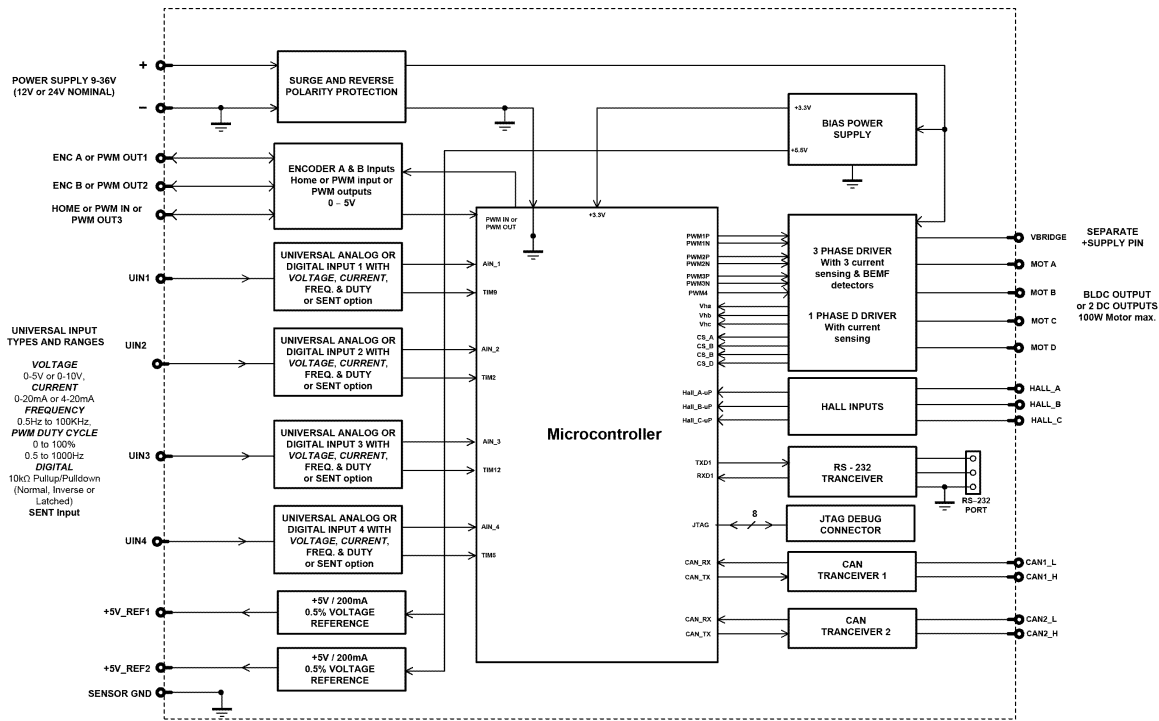 POWER SUPPLY 9-36V
(12V or 24V NOMINAL)
+
−
SURGE AND REVERSE
POLARITY PROTECTION
+3.3V
BIAS POWER
SUPPLY
+5.5V
ENC A or PWM OUT1
ENC B or PWM OUT2
HOME or PWM IN or
PWM OUT3
ENCODER A & B Inputs
Home or PWM input or
PWM outputs
0 – 5V
PWM IN or
PWM OUT
+3.3V
UIN1
UNIVERSAL ANALOG OR
DIGITAL INPUT 1 WITH
VOLTAGE, CURRENT,
FREQ. & DUTY
or SENT option
AIN_1
TIM9
UIN2
UNIVERSAL ANALOG OR
DIGITAL INPUT 2 WITH
VOLTAGE, CURRENT,
FREQ. & DUTY
or SENT option
AIN_2
TIM2
UIN3
UNIVERSAL ANALOG OR
DIGITAL INPUT 3 WITH
VOLTAGE, CURRENT,
FREQ. & DUTY
or SENT option
AIN_3
TIM12
UIN4
UNIVERSAL ANALOG OR
DIGITAL INPUT 4 WITH
VOLTAGE, CURRENT,
FREQ. & DUTY
or SENT option
AIN_4
TIM5
UNIVERSAL INPUT
TYPES AND RANGES
VOLTAGE
0-5V or 0-10V,
CURRENT
0-20mA or 4-20mA
FREQUENCY
0.5Hz to 100KHz,
PWM DUTY CYCLE
0 to 100%
0.5 to 1000Hz
DIGITAL
10kΩ Pullup/Pulldown
(Normal, Inverse or
Latched)
SENT Input
+5V_REF1
+5V / 200mA
0.5% VOLTAGE
REFERENCE
+5V_REF2
+5V / 200mA
0.5% VOLTAGE
REFERENCE
SENSOR GND
Microcontroller
PWM1P
PWM1N
PWM2P
PWM2N
PWM3P
PWM3N
PWM4
Vha
Vhb
Vhc
CS_A
CS_B
CS_B
CS_D
3 PHASE DRIVER
With 3 current
sensing & BEMF
detectors
1 PHASE D DRIVER
With current
sensing
VBRIDGE
MOT A
MOT B
MOT C
MOT D
SEPARATE
+SUPPLY PIN
BLDC OUTPUT
or 2 DC OUTPUTS
100W Motor max.
Hall_A-uP
Hall_B-uP
Hall_C-uP
HALL INPUTS
HALL_A
HALL_B
HALL_C
TXD1
RXD1
RS - 232
TRANCEIVER
RS–232
PORT
JTAG
8
JTAG DEBUG
CONNECTOR
CAN_RX
CAN_TX
CAN
TRANCEIVER 1
CAN1_L
CAN1_H
CAN_RX
CAN_TX
CAN
TRANCEIVER 2
CAN2_L
CAN2_H